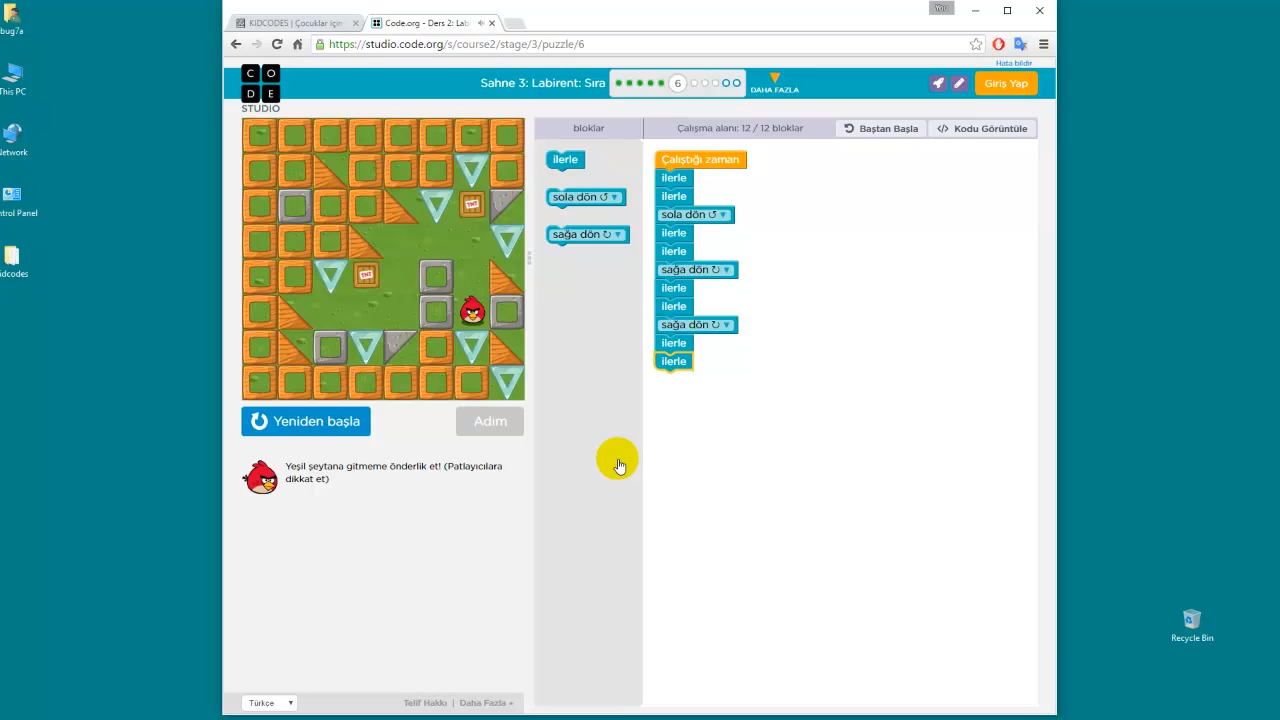 bug7a
This PC
Network
ntrol Panel
idcodes
Recycle Bin
You
KİDCODES | Çocuklar için
Code.org - Ders 2: Lab
https://studio.code.org/s/course2/stage/3/puzzle/6
Hata bildir
C O
D E
STUDIO
Sahne 3: Labirent: Sıra
6
DAHA FAZLA
Giriş Yap
bloklar
Çalışma alanı: 12 / 12 bloklar
Baştan Başla
</> Kodu Görüntüle
ilerle
sola dön ↺ ▼
sağa dön ↻ ▼
Çalıştığı zaman
ilerle
ilerle
sola dön ↺ ▼
ilerle
ilerle
sağa dön ↻ ▼
ilerle
ilerle
sağa dön ↻ ▼
ilerle
ilerle
TNT
TNT
Yeniden başla
Adım
Yeşil şeytana gitmeme önderlik et! (Patlayıcılara
dikkat et)
Türkçe
Telif Hakkı | Daha Fazla